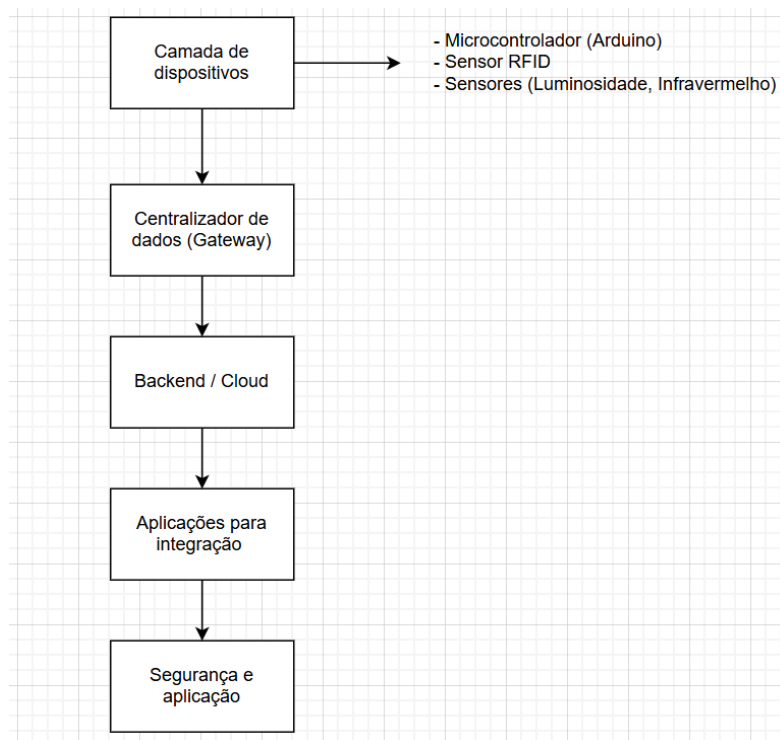 Camada de
dispositivos
- Microcontrolador (Arduino)
- Sensor RFID
- Sensores (Luminosidade, Infravermelho)
Centralizador de
dados (Gateway)
Backend / Cloud
Aplicações para
integração
Segurança e
aplicação